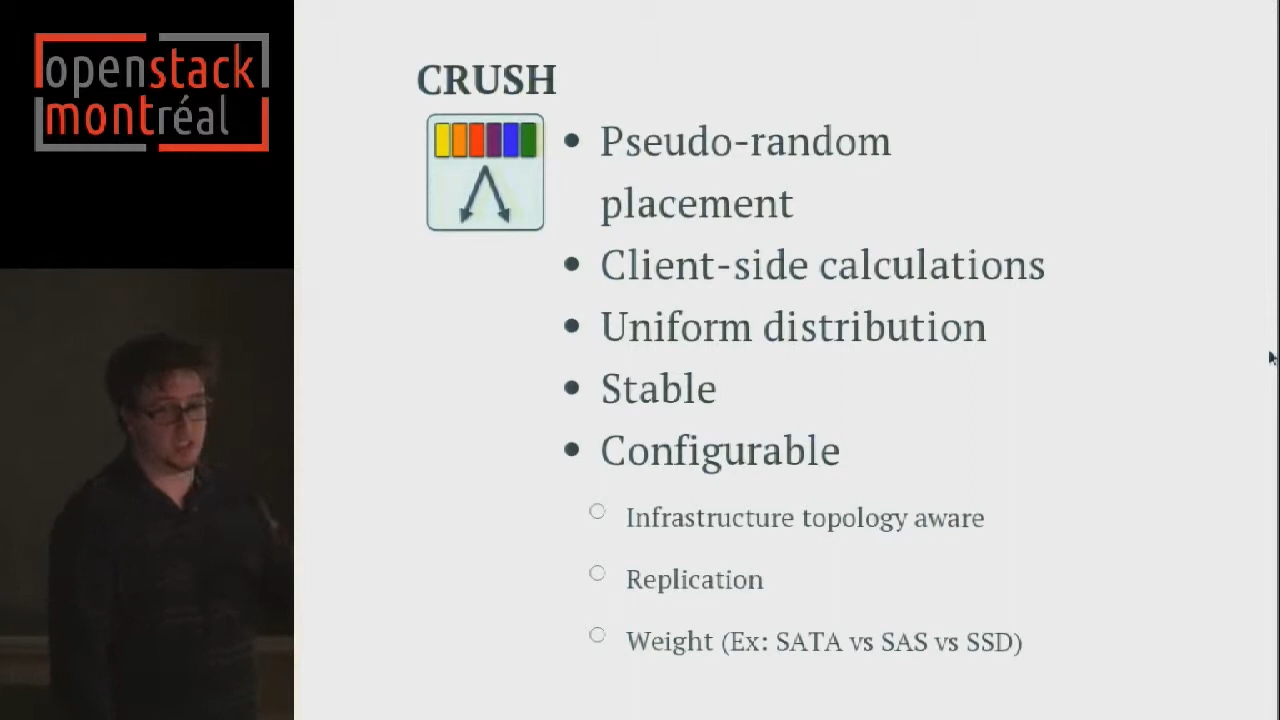 openstack
montréal
CRUSH
• Pseudo-random
placement
• Client-side calculations
• Uniform distribution
• Stable
• Configurable
○ Infrastructure topology aware
○ Replication
○ Weight (Ex: SATA vs SAS vs SSD)